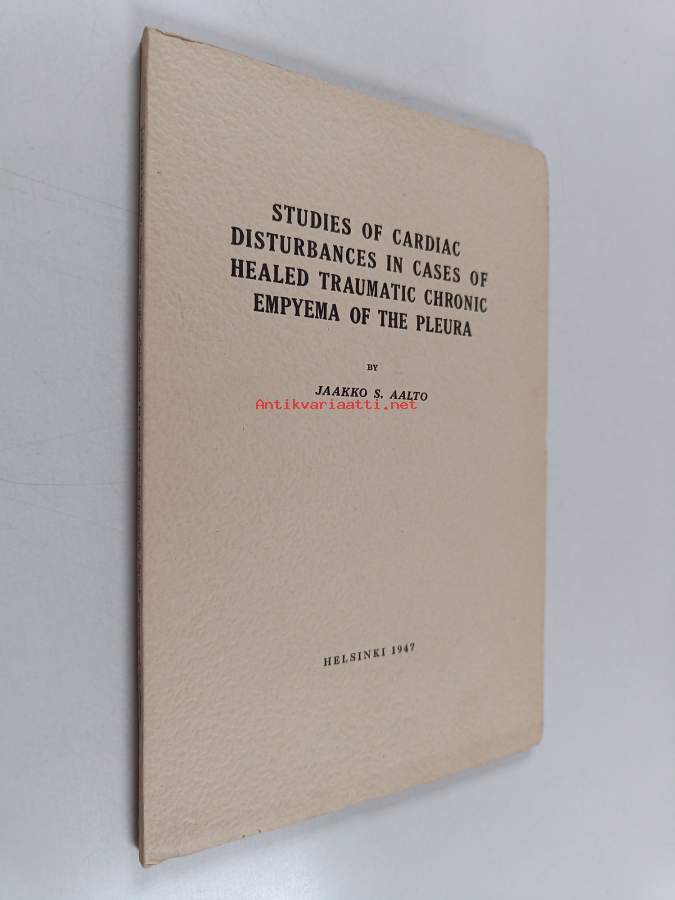 STUDIES OF CARDIAC
DISTURBANCES IN CASES OF
HEALED TRAUMATIC CHRONIC
EMPYEMA OF THE PLEURA
BY
JAAKKO S. AALTO
Antikvariaatti.net
HELSINKI 1947